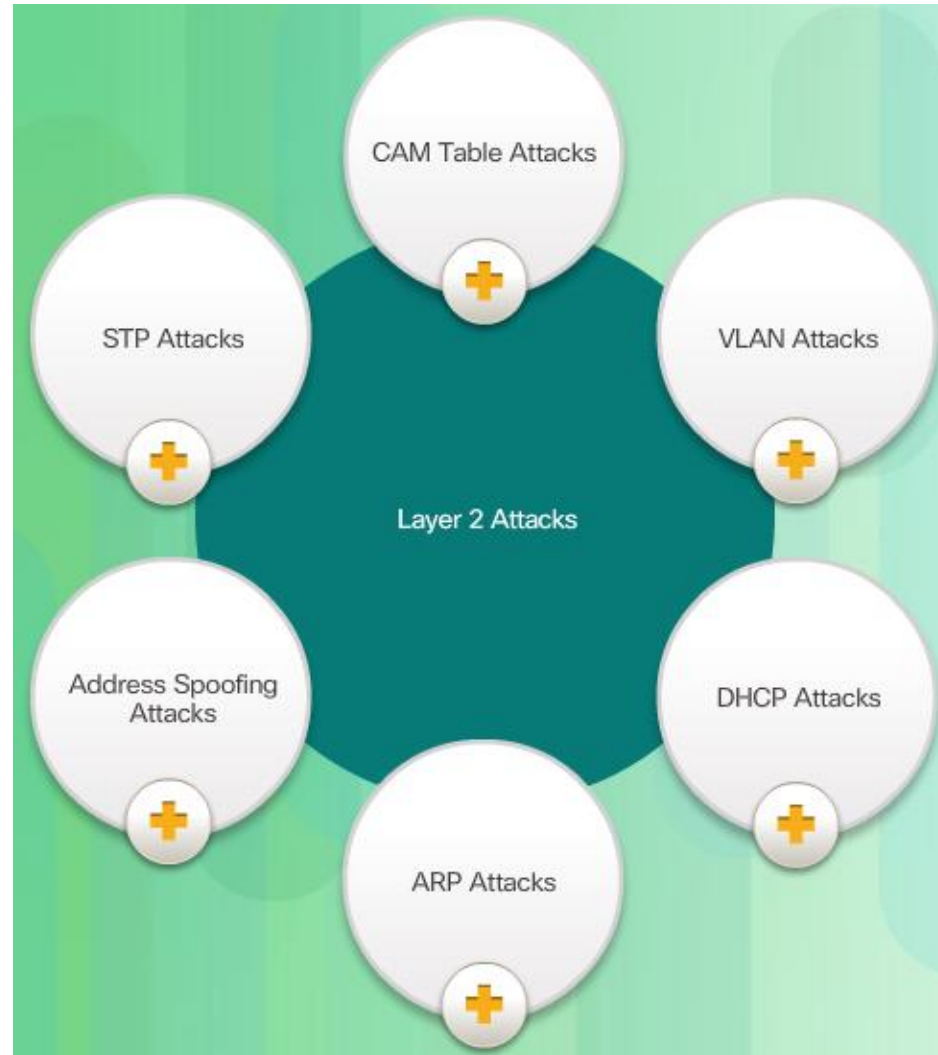 CAM Table Attacks
STP Attacks
VLAN Attacks
Layer 2 Attacks
Address Spoofing
Attacks
DHCP Attacks
ARP Attacks